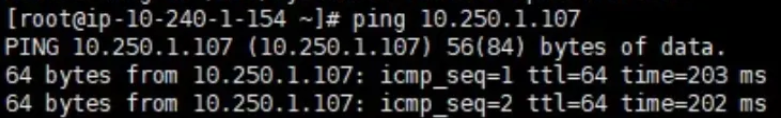 [root@ip-10-240-1-154 ~]# ping 10.250.1.107
PING 10.250.1.107 (10.250.1.107) 56(84) bytes of data.
64 bytes from 10.250.1.107: icmp_seq=1 ttl=64 time=203 ms
64 bytes from 10.250.1.107: icmp_seq=2 ttl=64 time=202 ms